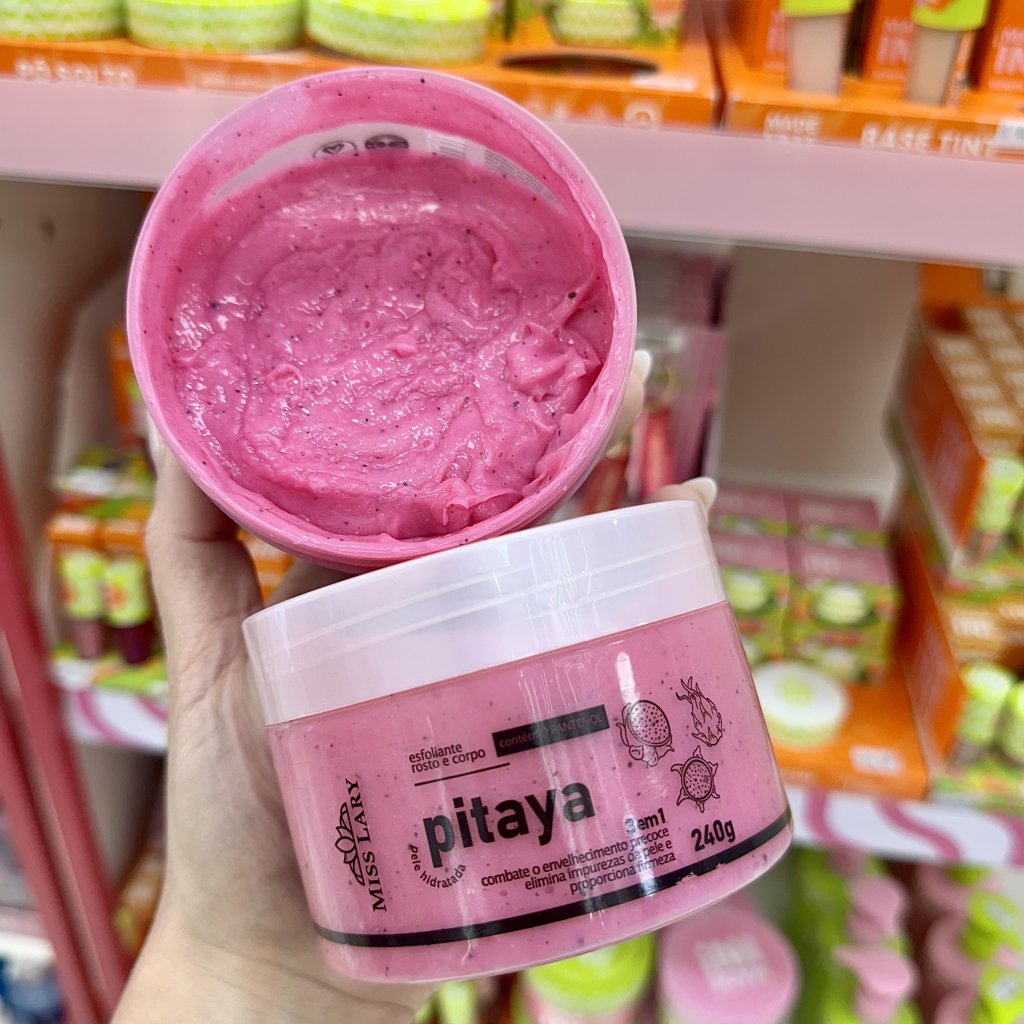 BASE TINT
esfoliante
rosto e corpo
contém D-PANTENOL
MISS LARY
pitaya
pele hidratada
3 em 1
combate o envelhecimento precoce
elimina impurezas da pele e
proporciona firmeza
240g